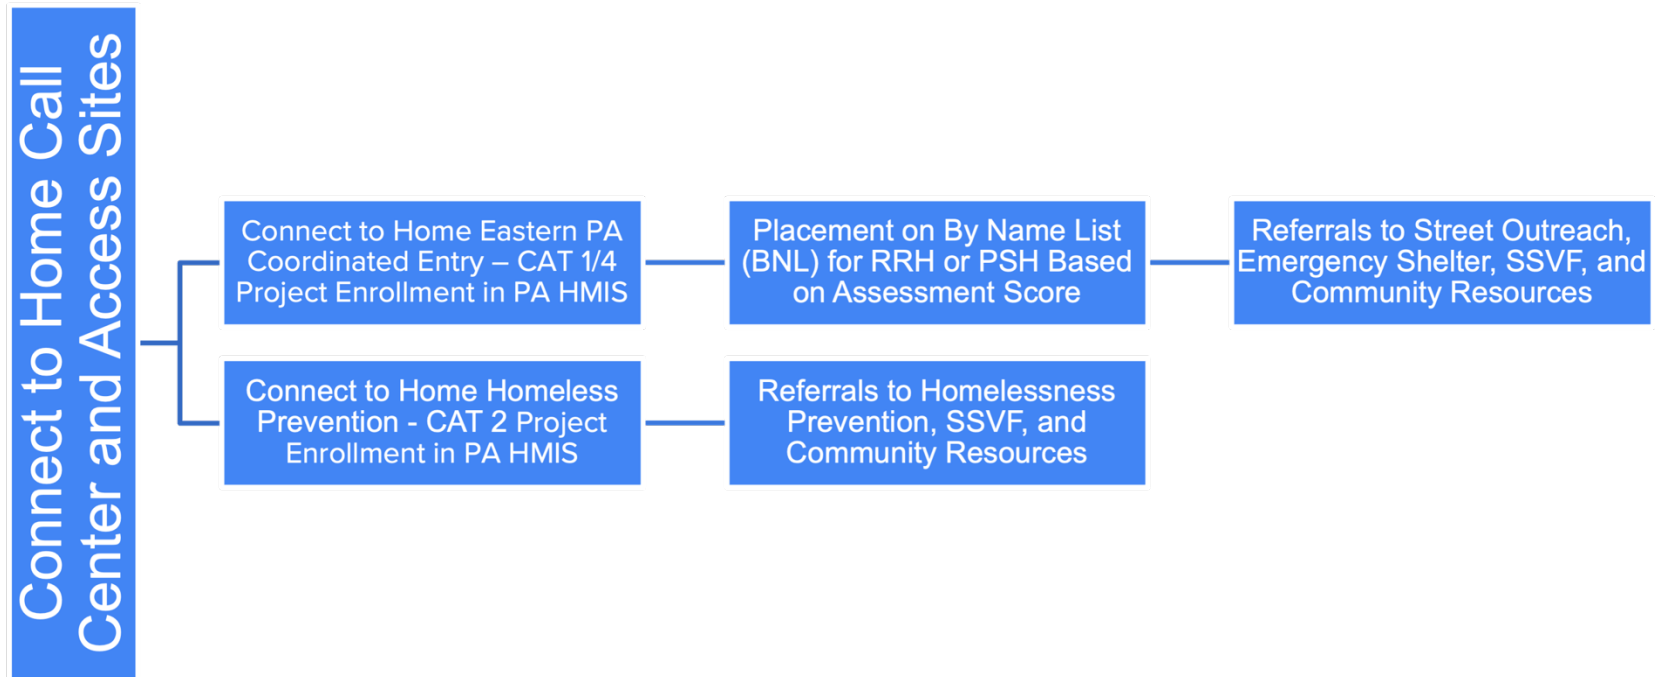 Connect to Home Call
Center and Access Sites
Connect to Home Eastern PA
Coordinated Entry – CAT 1/4
Project Enrollment in PA HMIS
Placement on By Name List
(BNL) for RRH or PSH Based
on Assessment Score
Referrals to Street Outreach,
Emergency Shelter, SSVF, and
Community Resources
Connect to Home Homeless
Prevention - CAT 2 Project
Enrollment in PA HMIS
Referrals to Homelessness
Prevention, SSVF, and
Community Resources